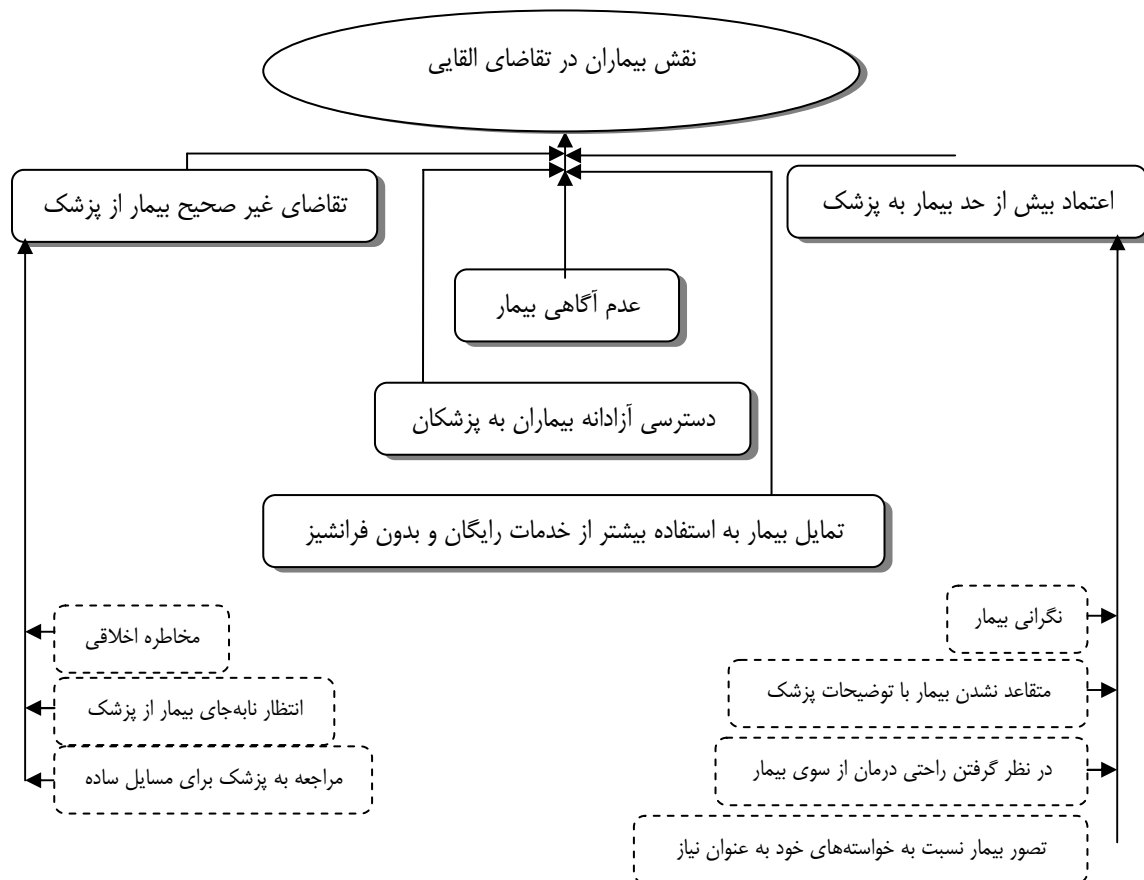 نقش بیماران در تقاضای القایی
اعتماد بیش از حد بیمار به پزشک
تقاضای غیر صحیح بیمار از پزشک
عدم آگاهی بیمار
دسترسی آزادانه بیماران به پزشکان
تمایل بیمار به استفاده بیشتر از خدمات رایگان و بدون فرانشیز
نگرانی بیمار
متقاعد نشدن بیمار با توضیحات پزشک
در نظر گرفتن راحتی درمان از سوی بیمار
تصور بیمار نسبت به خواسته‌های خود به عنوان نیاز
مخاطره اخلاقی
انتظار نابه‌جای بیمار از پزشک
مراجعه به پزشک برای مسایل ساده